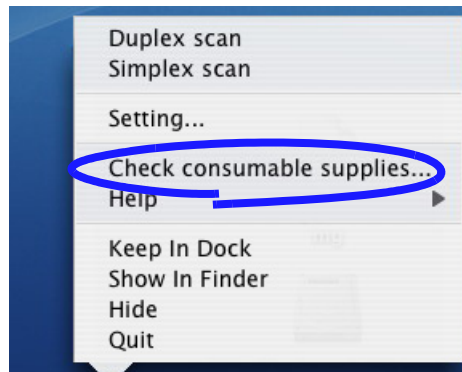 Duplex scan
Simplex scan
Setting...
Check consumable supplies...
Help
Keep In Dock
Show In Finder
Hide
Quit